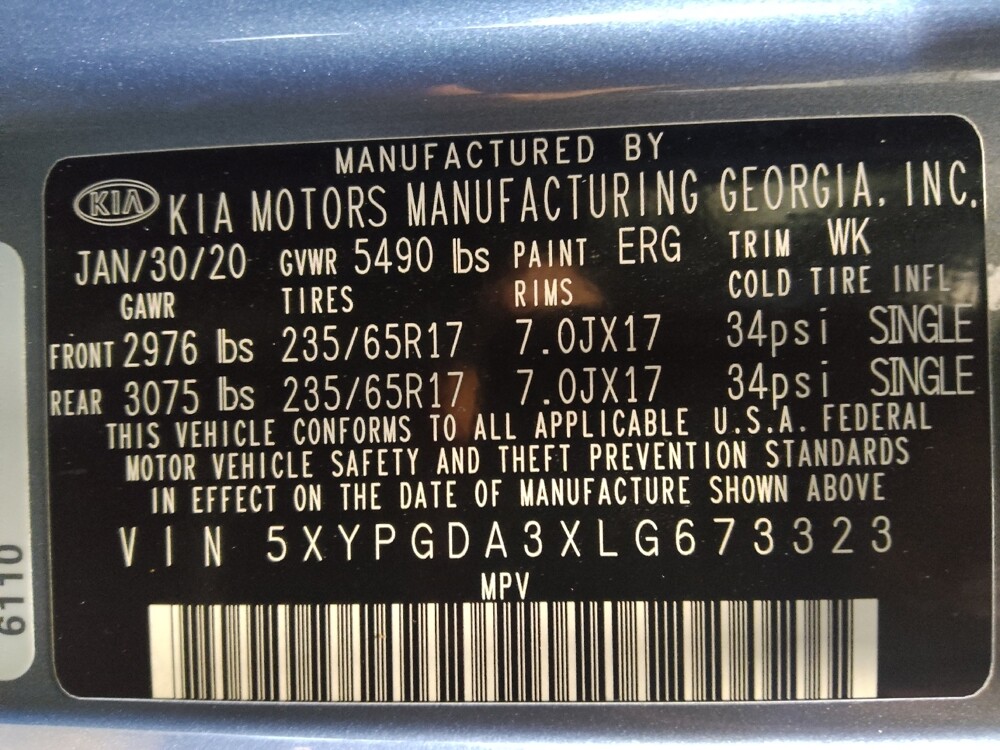 MANUFACTURED BY
KIA KIA MOTORS MANUFACTURING GEORGIA, INC.
JAN/30/20 GVWR 5490 lbs PAINT ERG TRIM WK
GAWR TIRES RIMS COLD TIRE INFL
FRONT 2976 lbs 235/65R17 7.0JX17 34psi SINGLE
REAR 3075 lbs 235/65R17 7.0JX17 34psi SINGLE
THIS VEHICLE CONFORMS TO ALL APPLICABLE U.S.A. FEDERAL
MOTOR VEHICLE SAFETY AND THEFT PREVENTION STANDARDS
IN EFFECT ON THE DATE OF MANUFACTURE SHOWN ABOVE
VIN 5XYPGDA3XLG673323
MPV
6110